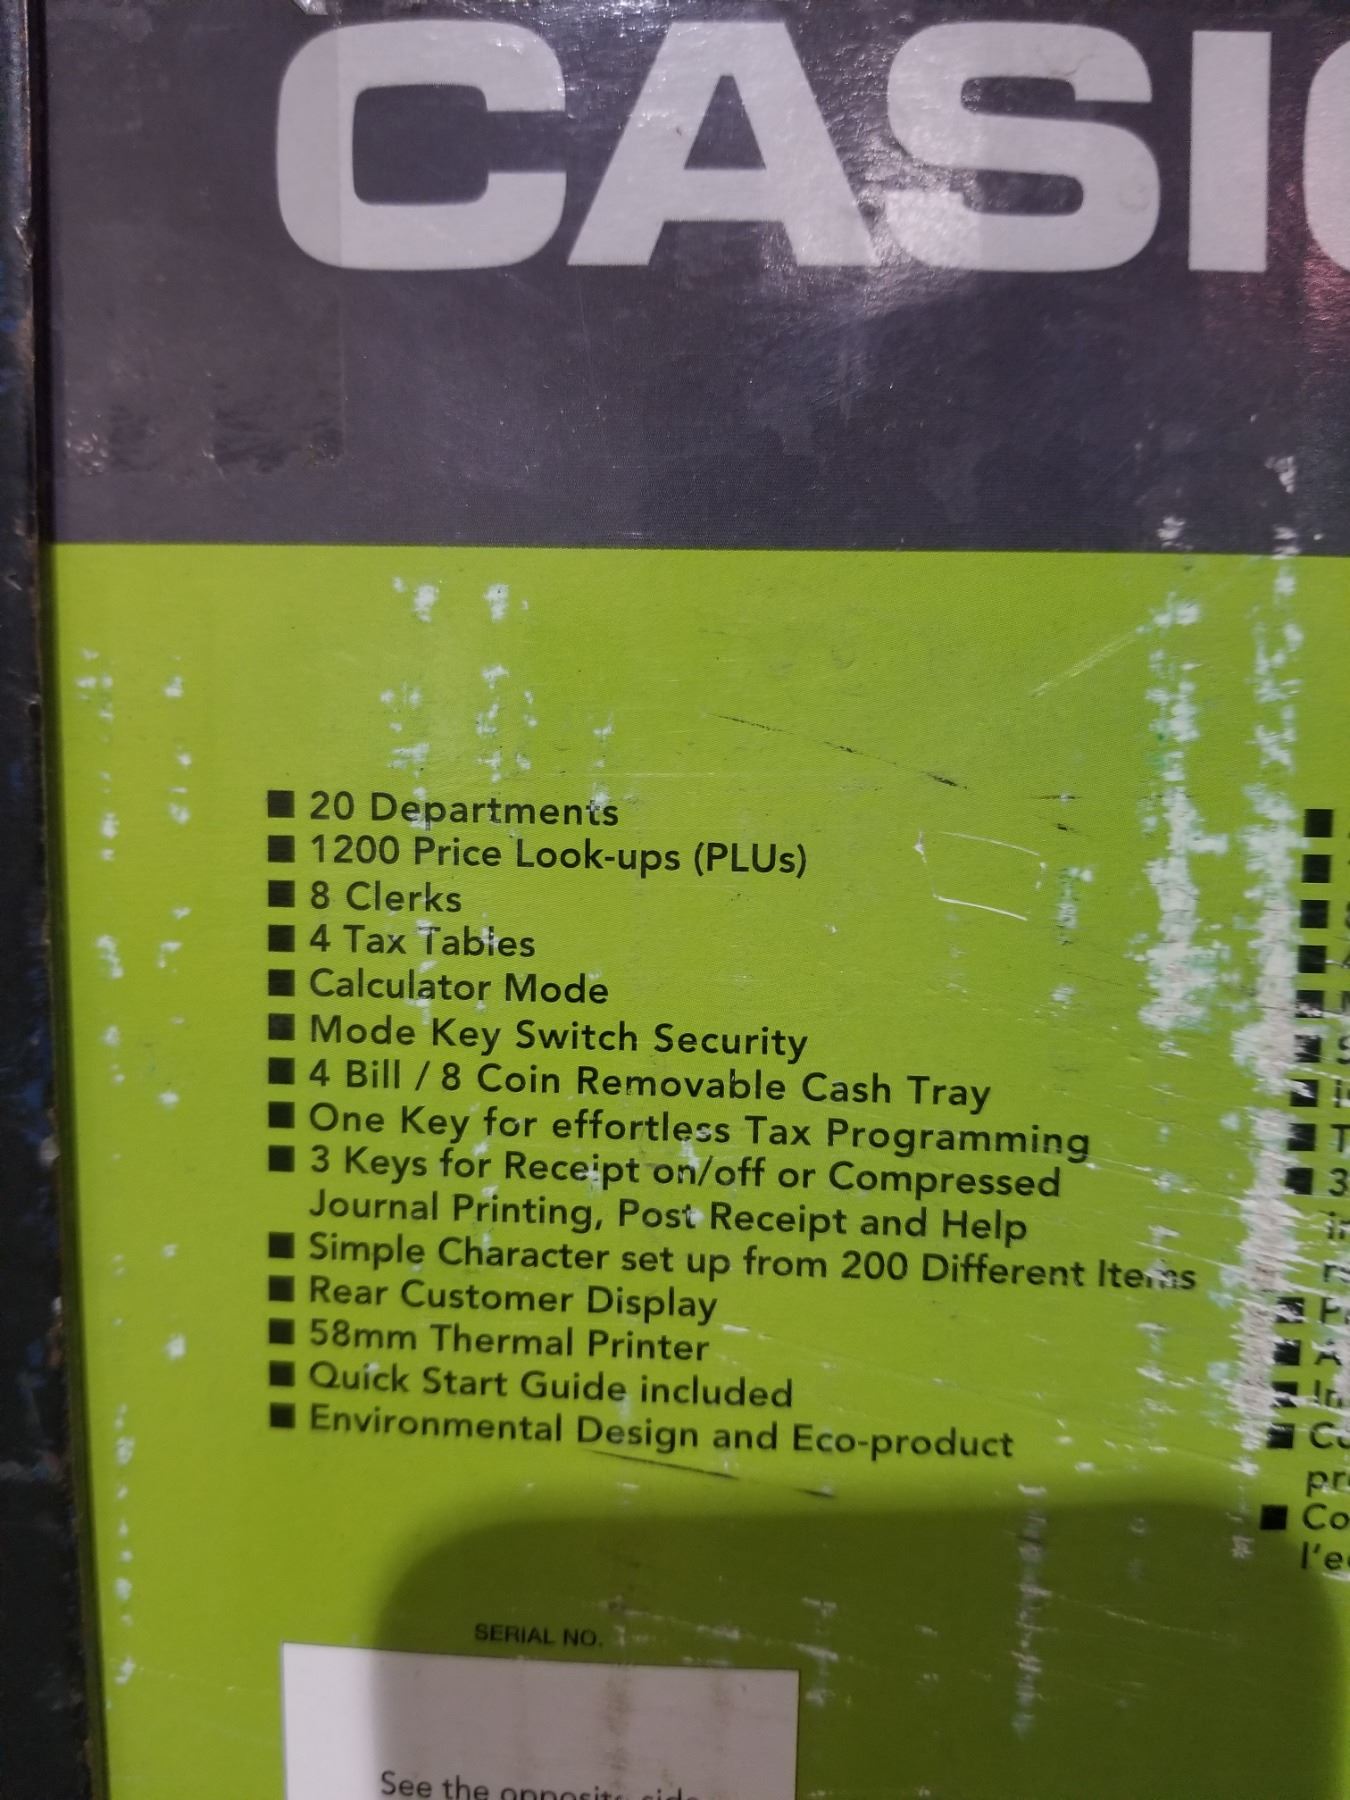 CASIO
■ 20 Departments
■ 1200 Price Look-ups (PLUs)
■ 8 Clerks
■ 4 Tax Tables
■ Calculator Mode
■ Mode Key Switch Security
■ 4 Bill / 8 Coin Removable Cash Tray
■ One Key for effortless Tax Programming
■ 3 Keys for Receipt on/off or Compressed
Journal Printing, Post Receipt and Help
■ Simple Character set up from 200 Different Items
■ Rear Customer Display
■ 58mm Thermal Printer
■ Quick Start Guide included
■ Environmental Design and Eco-product
SERIAL NO.
See the opposite side